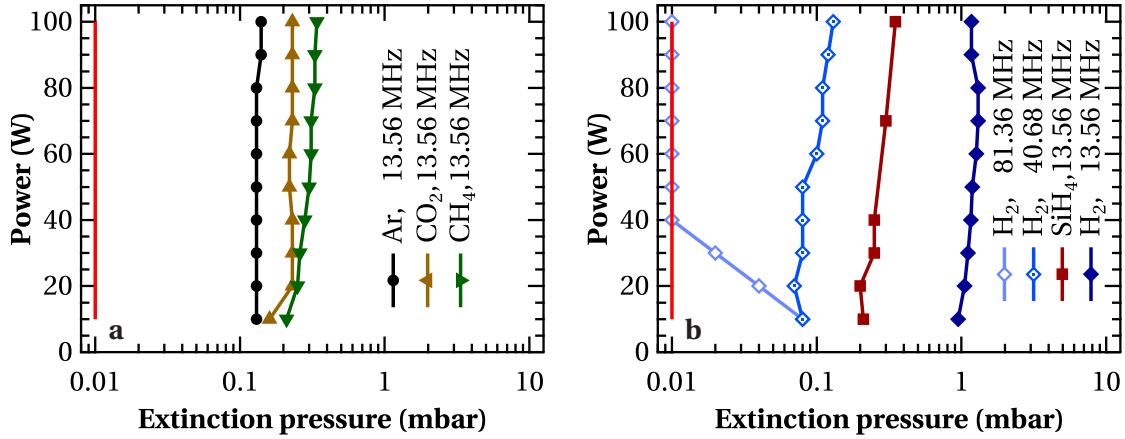 100
80
60
40
20
0
Power (W)
0.01
0.1
1
10
Extinction pressure (mbar)
a
Ar, 13.56 MHz
CO₂, 13.56 MHz
CH₄, 13.56 MHz
100
80
60
40
20
0
Power (W)
0.01
0.1
1
10
Extinction pressure (mbar)
b
H₂, 81.36 MHz
H₂, 40.68 MHz
SiH₄, 13.56 MHz
H₂, 13.56 MHz